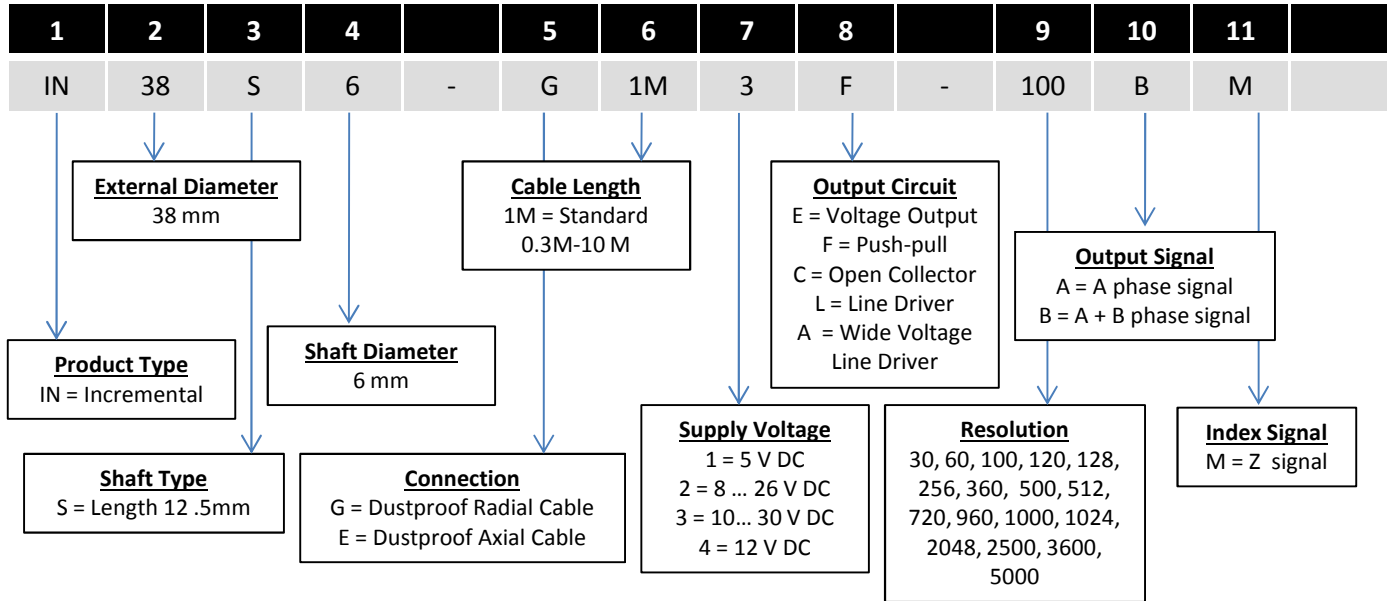 1 2 3 4 5 6 7 8 9 10 11
IN 38 S 6 - G 1M 3 F - 100 B M
External Diameter
38 mm
Cable Length
1M = Standard
0.3M-10 M
Output Circuit
E = Voltage Output
F = Push-pull
C = Open Collector
L = Line Driver
A = Wide Voltage
Line Driver
Output Signal
A = A phase signal
B = A + B phase signal
Product Type
IN = Incremental
Shaft Diameter
6 mm
Shaft Type
S = Length 12 .5mm
Connection
G = Dustproof Radial Cable
E = Dustproof Axial Cable
Supply Voltage
1 = 5 V DC
2 = 8 ... 26 V DC
3 = 10... 30 V DC
4 = 12 V DC
Resolution
30, 60, 100, 120, 128,
256, 360, 500, 512,
720, 960, 1000, 1024,
2048, 2500, 3600,
5000
Index Signal
M = Z signal